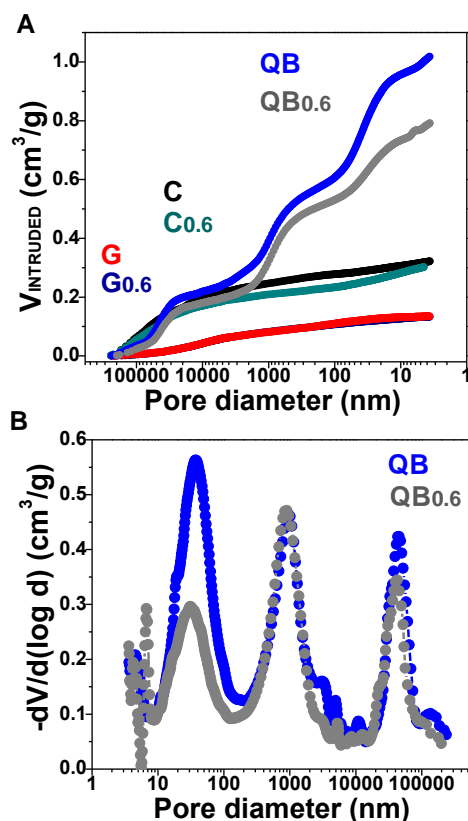 A
V INTRUDED (cm³/g)
1.0
0.8
0.6
0.4
0.2
0.0
QB
QB0.6
C
C0.6
G
G0.6
100000 10000 1000 100 10 1
Pore diameter (nm)
B
-dV/d(log d) (cm³/g)
0.6
0.5
0.4
0.3
0.2
0.1
0.0
QB
QB0.6
1 10 100 1000 10000 100000
Pore diameter (nm)